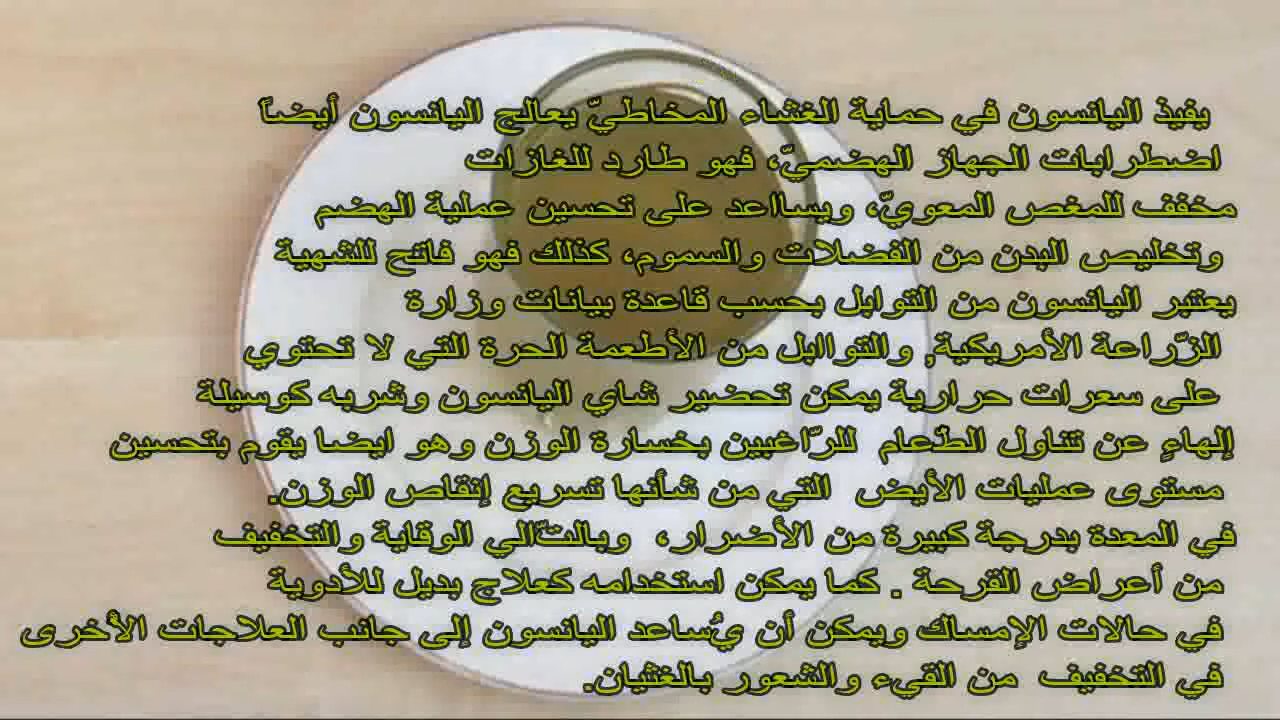 يفيذ اليانسون في حماية الغشاء المخاطيّ يعالج اليانسون أيضاً
اضطرابات الجهاز الهضميّ، فهو طارد للغازات
مخفف للمغص المعويّ، ويسااعد على تحسين عملية الهضم
وتخليص البدن من الفضلات والسموم، كذلك فهو فاتح للشهية
يعتبر اليانسون من التوابل بحسب قاعدة بيانات وزارة
الزّراعة الأمريكية, والتواابل من الأطعمة الحرة التي لا تحتوي
على سعرات حرارية يمكن تحضير شاي اليانسون وشربه كوسيلة
إلهاءٍ عن تناول الطّعام للرّاغبين بخسارة الوزن وهو ايضا يقوم بتحسين
مستوى عمليات الأيض التي من شأنها تسريع إنقاص الوزن.
في المعدة بدرجة كبيرة من الأضرار، وبالتّالي الوقاية والتخفيف
من أعراض القرحة . كما يمكن استخدامه كعلاج بديل للأدوية
في حالات الإمساك ويمكن أن يُساعد اليانسون إلى جانب العلاجات الأخرى
في التخفيف من القيء والشعور بالغثيان.